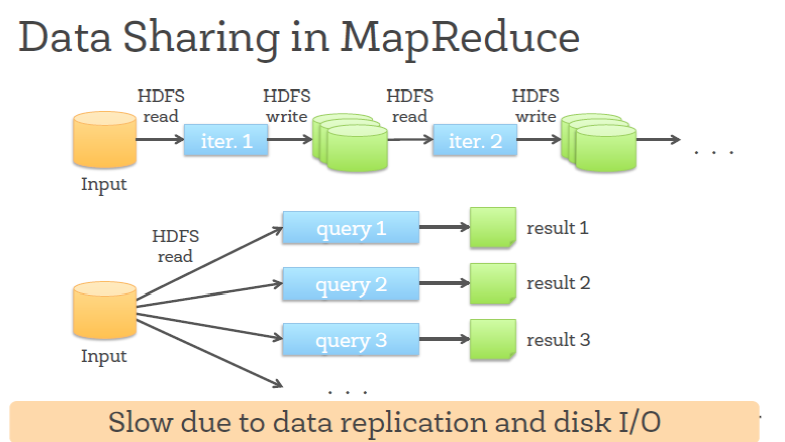 Data Sharing in MapReduce
HDFS read
HDFS write
HDFS read
HDFS write
iter. 1
iter. 2
. . .
Input
HDFS read
query 1
result 1
query 2
result 2
query 3
result 3
Input
. . .
Slow due to data replication and disk I/O